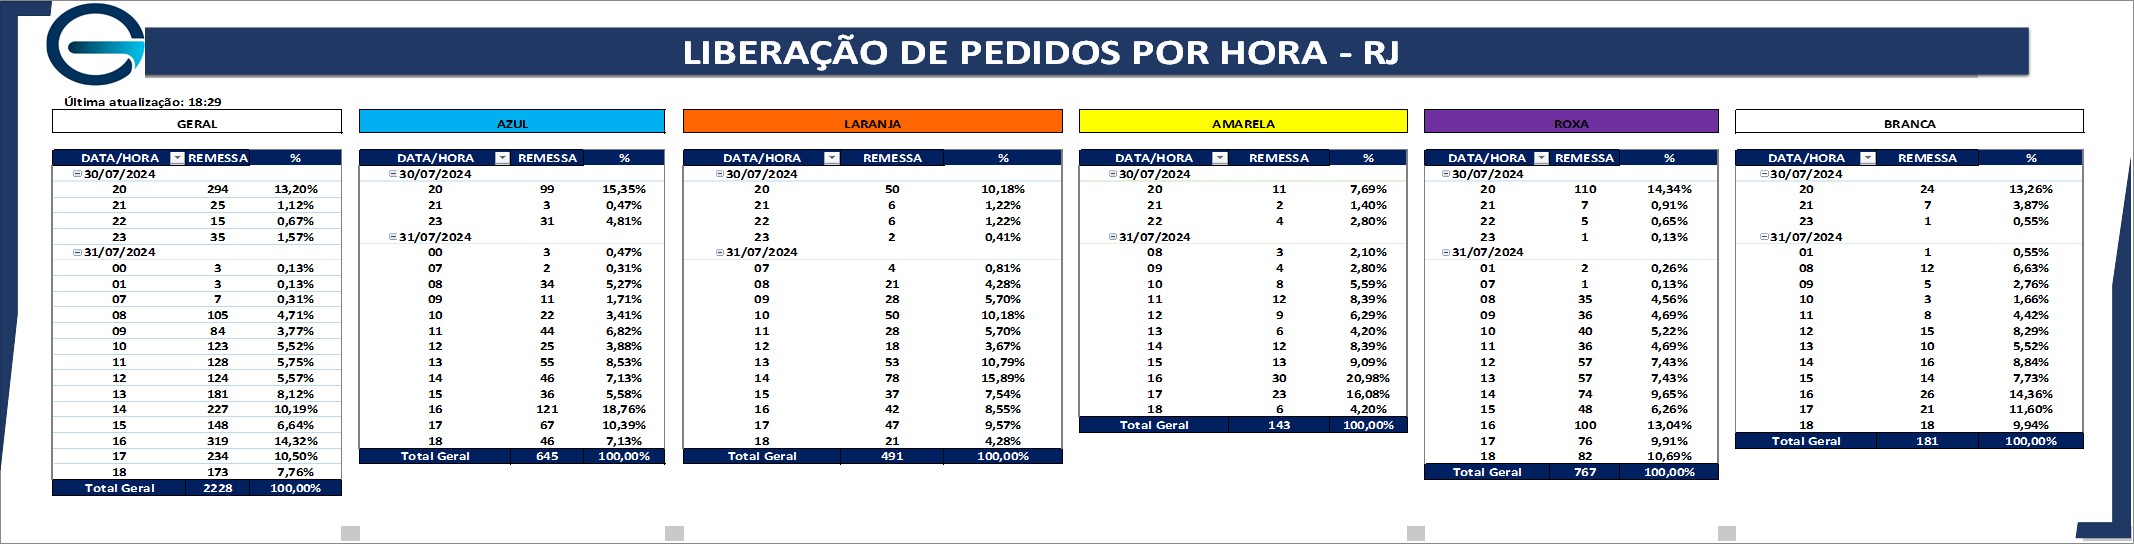 LIBERAÇÃO DE PEDIDOS POR HORA - RJ
Última atualização: 18:29
GERAL
DATA/HORA REMESSA %
30/07/2024
20 294 13,20%
21 25 1,12%
22 15 0,67%
23 35 1,57%
31/07/2024
00 3 0,13%
01 3 0,13%
07 7 0,31%
08 105 4,71%
09 84 3,77%
10 123 5,52%
11 128 5,75%
12 124 5,57%
13 181 8,12%
14 227 10,19%
15 148 6,64%
16 319 14,32%
17 234 10,50%
18 173 7,76%
Total Geral 2228 100,00%
AZUL
DATA/HORA REMESSA %
30/07/2024
20 99 15,35%
21 3 0,47%
23 31 4,81%
31/07/2024
00 3 0,47%
07 2 0,31%
08 34 5,27%
09 11 1,71%
10 22 3,41%
11 44 6,82%
12 25 3,88%
13 55 8,53%
14 46 7,13%
15 36 5,58%
16 121 18,76%
17 67 10,39%
18 46 7,13%
Total Geral 645 100,00%
LARANJA
DATA/HORA REMESSA %
30/07/2024
20 50 10,18%
21 6 1,22%
22 6 1,22%
23 2 0,41%
31/07/2024
07 4 0,81%
08 21 4,28%
09 28 5,70%
10 50 10,18%
11 28 5,70%
12 18 3,67%
13 53 10,79%
14 78 15,89%
15 37 7,54%
16 42 8,55%
17 47 9,57%
18 21 4,28%
Total Geral 491 100,00%
AMARELA
DATA/HORA REMESSA %
30/07/2024
20 11 7,69%
21 2 1,40%
22 4 2,80%
31/07/2024
08 3 2,10%
09 4 2,80%
10 8 5,59%
11 12 8,39%
12 9 6,29%
13 6 4,20%
14 12 8,39%
15 13 9,09%
16 30 20,98%
17 23 16,08%
18 6 4,20%
Total Geral 143 100,00%
ROXA
DATA/HORA REMESSA %
30/07/2024
20 110 14,34%
21 7 0,91%
22 5 0,65%
23 1 0,13%
31/07/2024
01 2 0,26%
07 1 0,13%
08 35 4,56%
09 36 4,69%
10 40 5,22%
11 36 4,69%
12 57 7,43%
13 57 7,43%
14 74 9,65%
15 48 6,26%
16 100 13,04%
17 76 9,91%
18 82 10,69%
Total Geral 767 100,00%
BRANCA
DATA/HORA REMESSA %
30/07/2024
20 24 13,26%
21 7 3,87%
23 1 0,55%
31/07/2024
01 1 0,55%
08 12 6,63%
09 5 2,76%
10 3 1,66%
11 8 4,42%
12 15 8,29%
13 10 5,52%
14 16 8,84%
15 14 7,73%
16 26 14,36%
17 21 11,60%
18 18 9,94%
Total Geral 181 100,00%